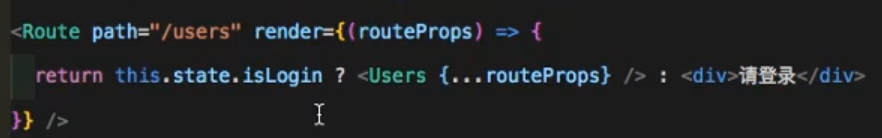 <Route path="/users" render={(routeProps) => {
return this.state.isLogin ? <Users {...routeProps} /> : <div>请登录</div>
}} />